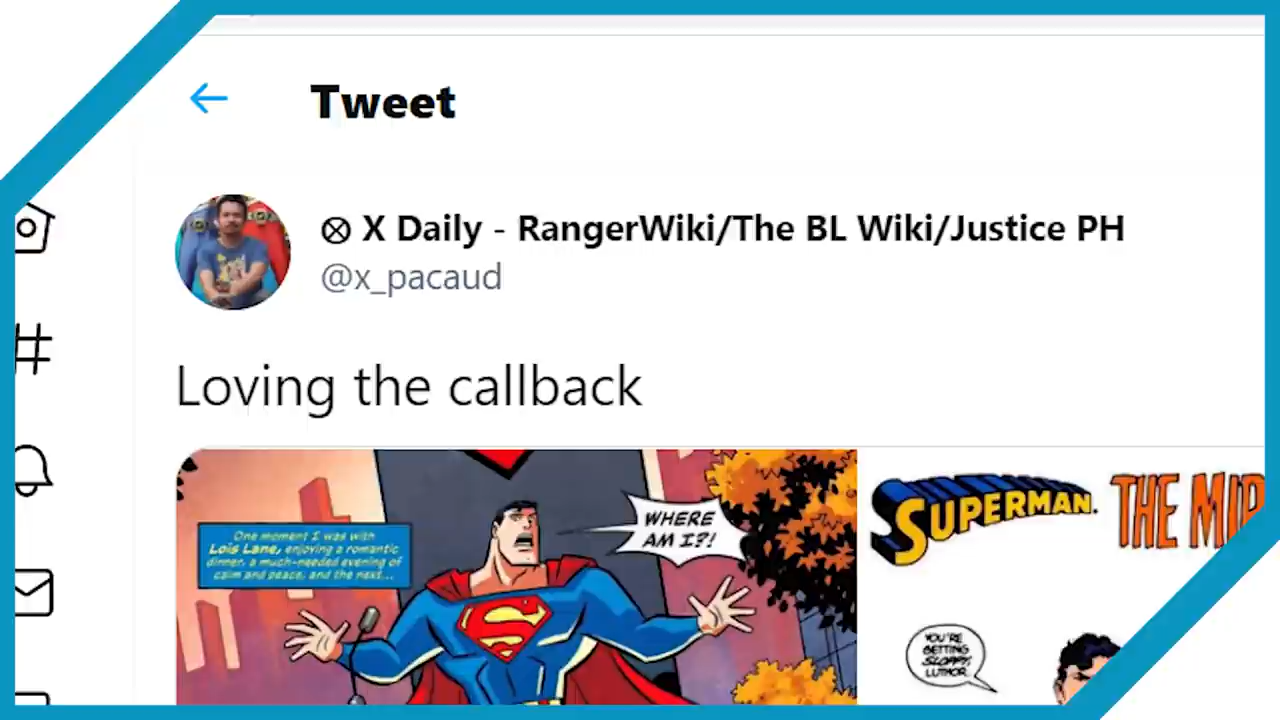 Tweet
⊗ X Daily - RangerWiki/The BL Wiki/Justice PH
@x_pacaud
Loving the callback
One moment I was with
Lois Lane, enjoying a romantic
dinner, a much-needed evening of
calm and peace, and the next...
WHERE
AM I?!
SUPERMAN.
THE
YOU'RE
GETTING
SLOPPY,
LUTHOR.